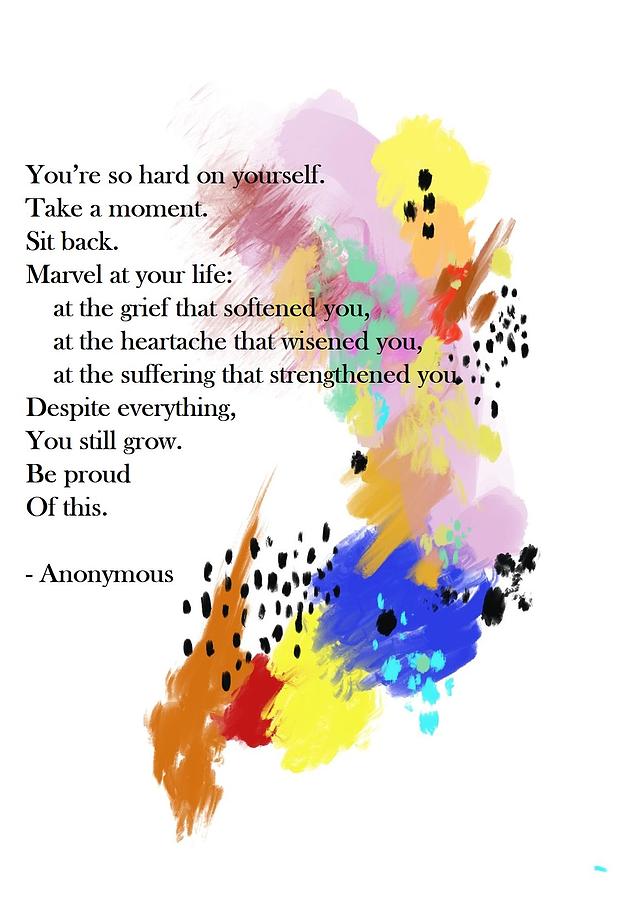 You’re so hard on yourself.
Take a moment.
Sit back.
Marvel at your life:
at the grief that softened you,
at the heartache that wisened you,
at the suffering that strengthened you.
Despite everything,
You still grow.
Be proud
Of this.
- Anonymous